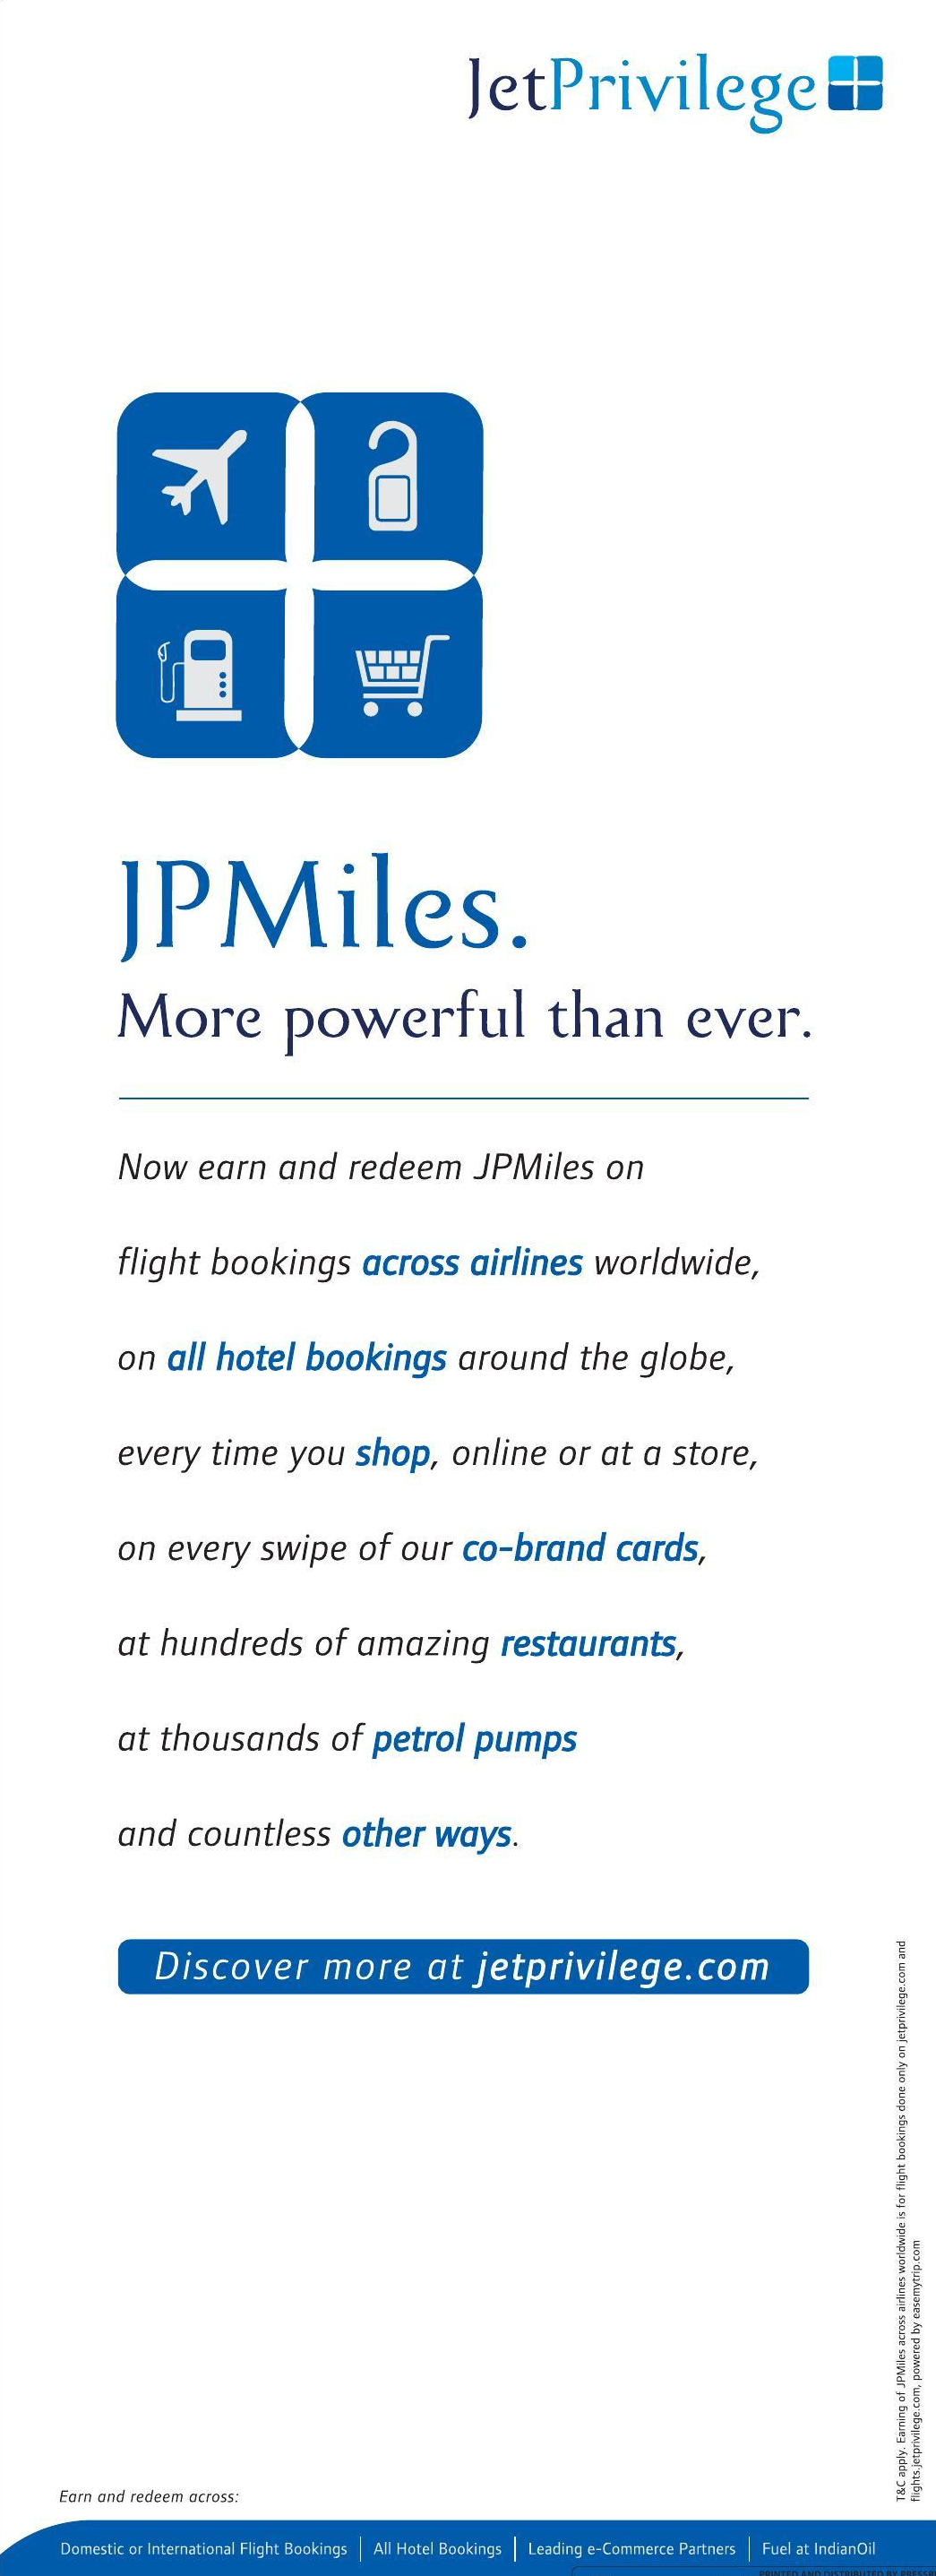 JetPrivilege
JPMiles.
More powerful than ever.
Now earn and redeem JPMiles on
flight bookings across airlines worldwide,
on all hotel bookings around the globe,
every time you shop, online or at a store,
on every swipe of our co-brand cards,
at hundreds of amazing restaurants,
at thousands of petrol pumps
and countless other ways.
Discover more at jetprivilege.com
T&C apply. Earning of JPMiles across airlines worldwide is for flight bookings done only on jetprivilege.com and
flights.jetprivilege.com, powered by easemytrip.com
Earn and redeem across:
Domestic or International Flight Bookings | All Hotel Bookings | Leading e-Commerce Partners | Fuel at IndianOil
PRINTED AND DISTRIBUTED BY